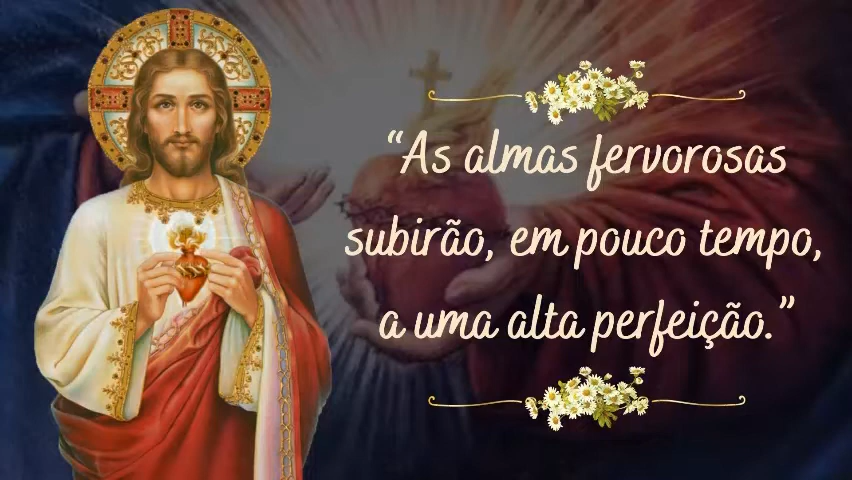 “As almas fervorosas
subirão, em pouco tempo,
a uma alta perfeição.”